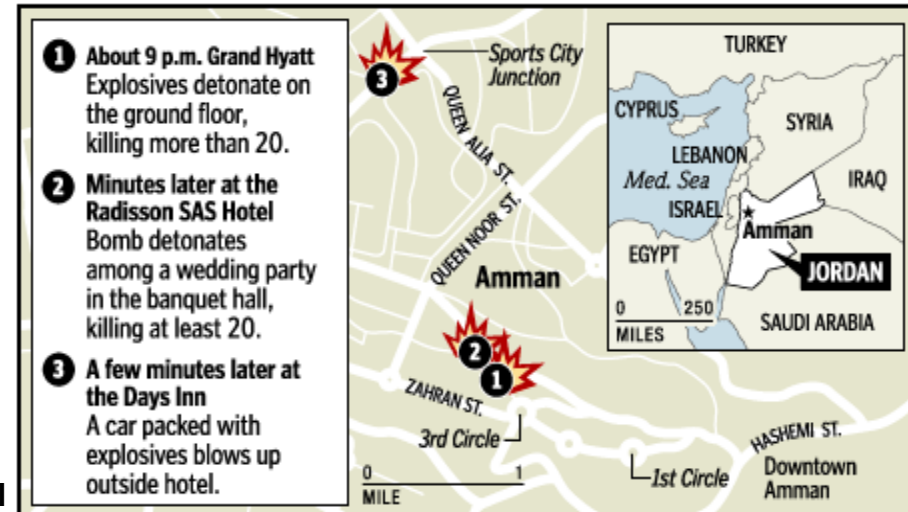 1 About 9 p.m. Grand Hyatt
Explosives detonate on
the ground floor,
killing more than 20.
2 Minutes later at the
Radisson SAS Hotel
Bomb detonates
among a wedding party
in the banquet hall,
killing at least 20.
3 A few minutes later at
the Days Inn
A car packed with
explosives blows up
outside hotel.
3
Sports City
Junction
QUEEN ALIA ST.
QUEEN NOOR ST.
Amman
2
1
ZAHRAN ST.
3rd Circle
1st Circle
HASHEMI ST.
Downtown
Amman
0 1
MILE
TURKEY
CYPRUS
SYRIA
LEBANON
Med. Sea
IRAQ
ISRAEL
Amman
EGYPT
JORDAN
0 250
MILES
SAUDI ARABIA